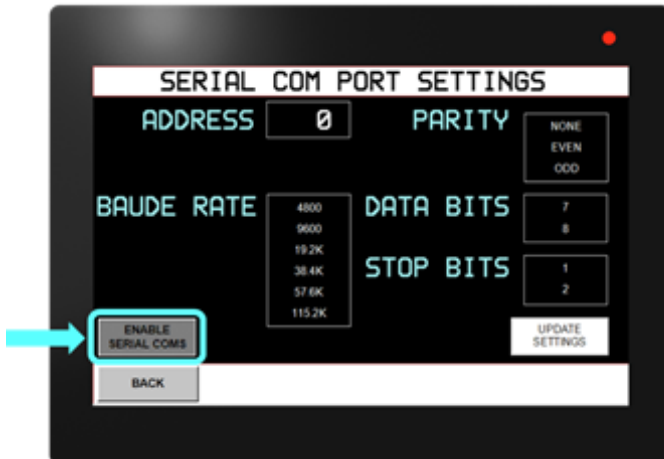 SERIAL COM PORT SETTINGS
ADDRESS 0
PARITY
NONE
EVEN
ODD
BAUDE RATE
4800
9600
19.2K
38.4K
57.6K
115.2K
DATA BITS
7
8
STOP BITS
1
2
ENABLE
SERIAL COMS
UPDATE
SETTINGS
BACK